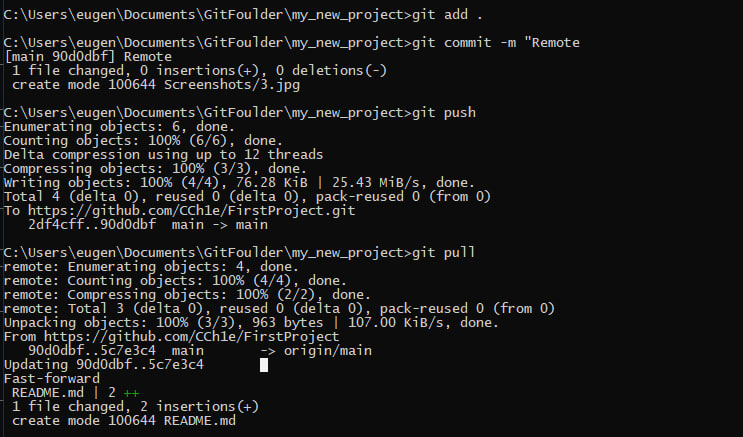 C:\Users\eugen\Documents\GitFoulder\my_new_project>git add .
C:\Users\eugen\Documents\GitFoulder\my_new_project>git commit -m "Remote
[main 90d0dbf] Remote
 1 file changed, 0 insertions(+), 0 deletions(-)
 create mode 100644 Screenshots/3.jpg
C:\Users\eugen\Documents\GitFoulder\my_new_project>git push
Enumerating objects: 6, done.
Counting objects: 100% (6/6), done.
Delta compression using up to 12 threads
Compressing objects: 100% (3/3), done.
Writing objects: 100% (4/4), 76.28 KiB | 25.43 MiB/s, done.
Total 4 (delta 0), reused 0 (delta 0), pack-reused 0 (from 0)
To https://github.com/CCh1e/FirstProject.git
   2df4cff..90d0dbf  main -> main
C:\Users\eugen\Documents\GitFoulder\my_new_project>git pull
remote: Enumerating objects: 4, done.
remote: Counting objects: 100% (4/4), done.
remote: Compressing objects: 100% (2/2), done.
remote: Total 3 (delta 0), reused 0 (delta 0), pack-reused 0 (from 0)
Unpacking objects: 100% (3/3), 963 bytes | 107.00 KiB/s, done.
From https://github.com/CCh1e/FirstProject
   90d0dbf..5c7e3c4  main       -> origin/main
Updating 90d0dbf..5c7e3c4
Fast-forward
 README.md | 2 ++
 1 file changed, 2 insertions(+)
 create mode 100644 README.md